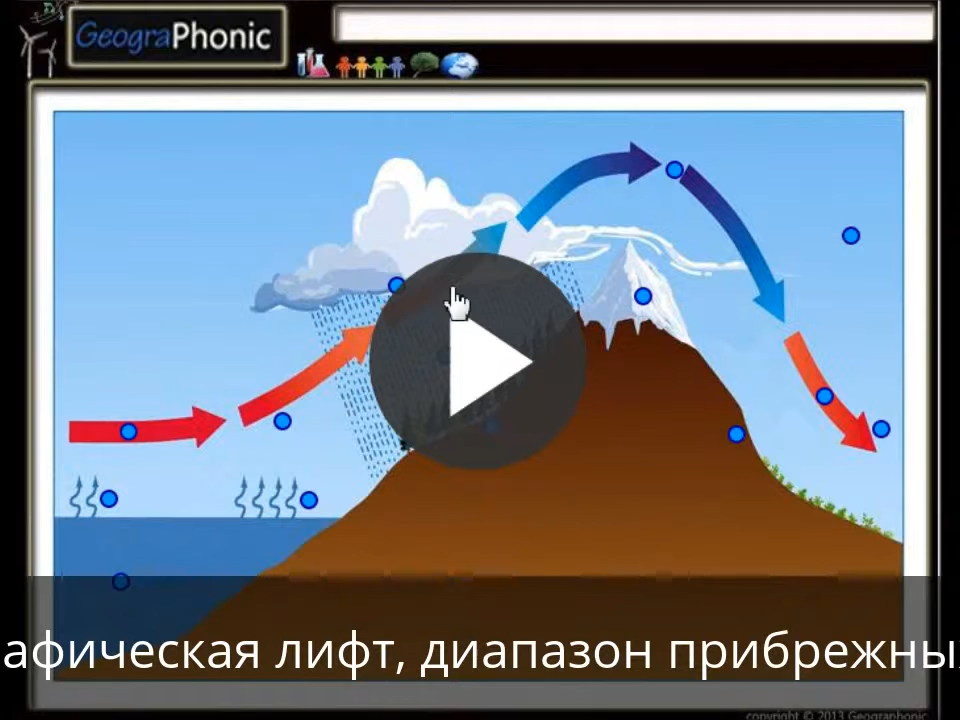 GeograPhonic
афическая лифт, диапазон прибрежны
copyright © 2013 Geographonic